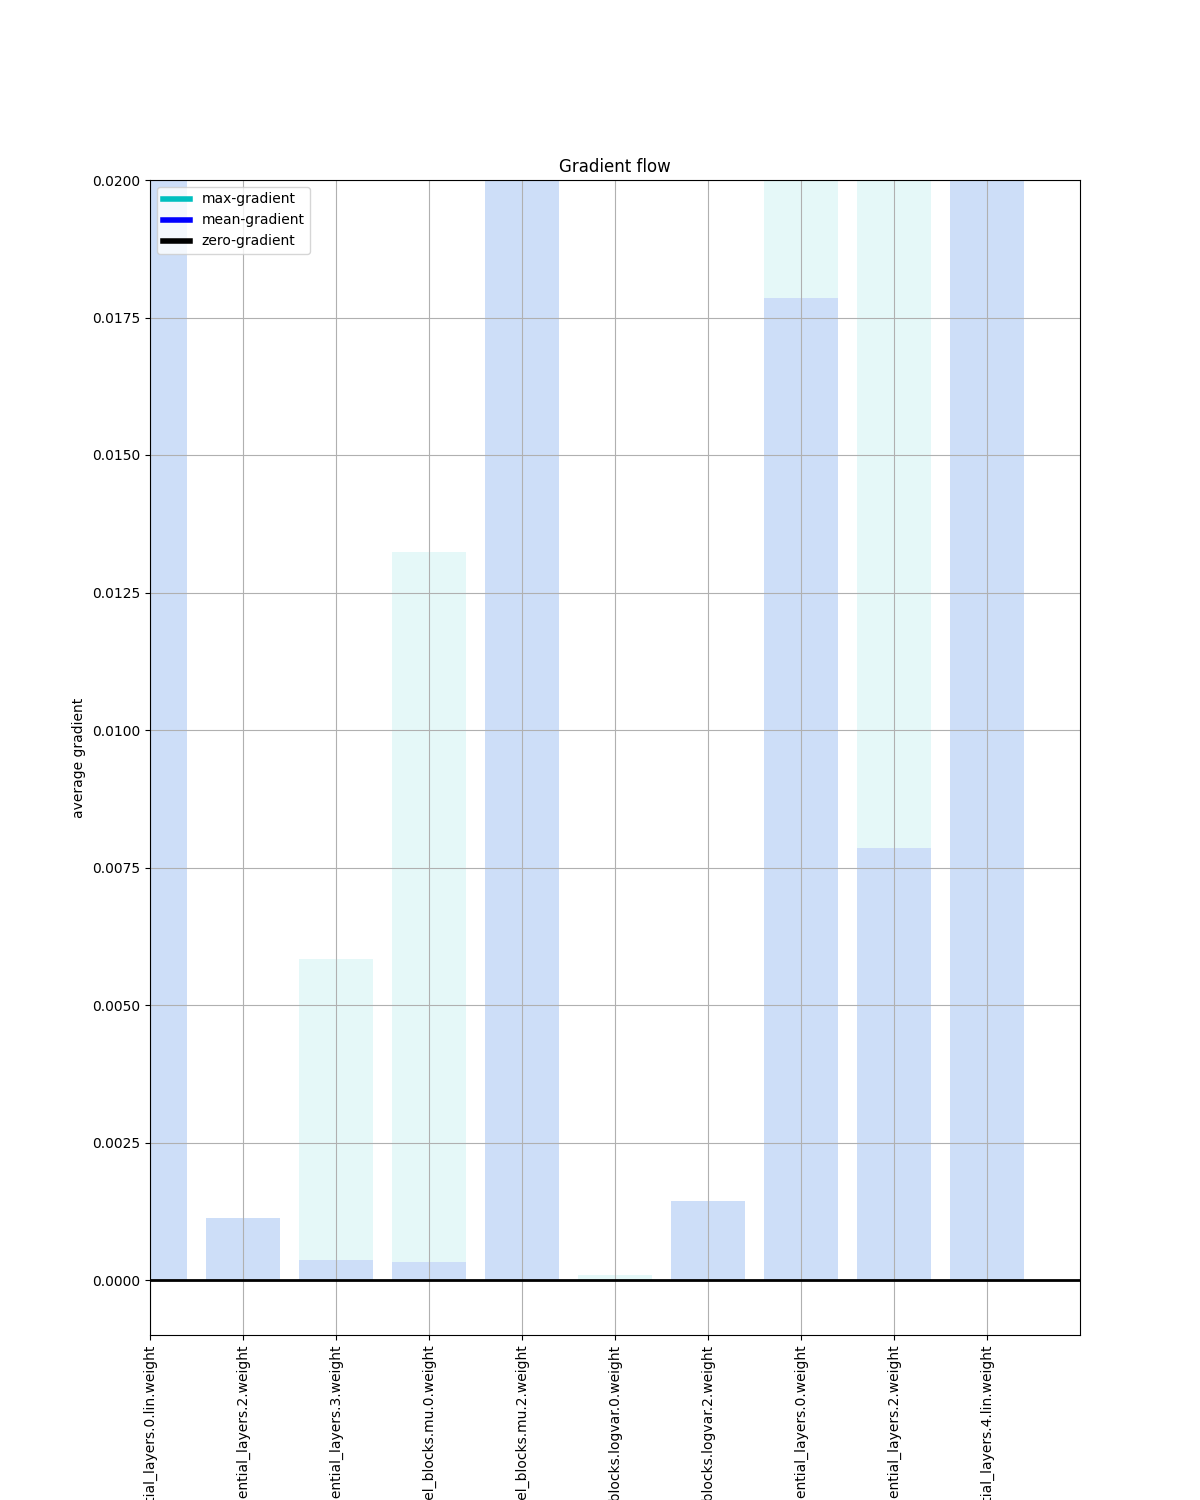 Gradient flow
max-gradient
mean-gradient
zero-gradient
0.0200
0.0175
0.0150
0.0125
0.0100
0.0075
0.0050
0.0025
0.0000
average gradient
tial_layers.0.lin.weight
ential_layers.2.weight
ential_layers.3.weight
el_blocks.mu.0.weight
el_blocks.mu.2.weight
blocks.logvar.0.weight
blocks.logvar.2.weight
ential_layers.0.weight
ential_layers.2.weight
tial_layers.4.lin.weight